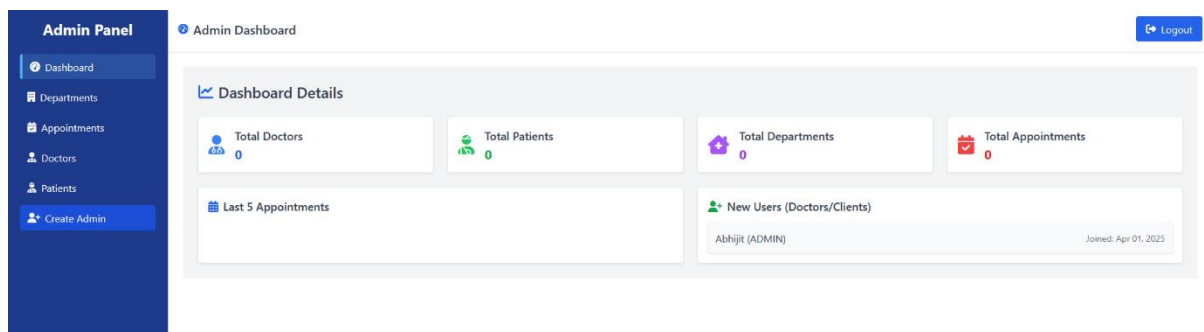 Admin Panel
Dashboard
Departments
Appointments
Doctors
Patients
Create Admin
Admin Dashboard
Logout
Dashboard Details
Total Doctors
0
Total Patients
0
Total Departments
0
Total Appointments
0
Last 5 Appointments
New Users (Doctors/Clients)
Abhijit (ADMIN)
Joined: Apr 01, 2025